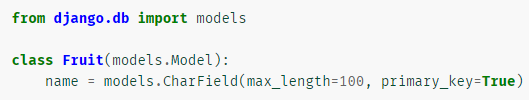 from django.db import models

class Fruit(models.Model):
    name = models.CharField(max_length=100, primary_key=True)